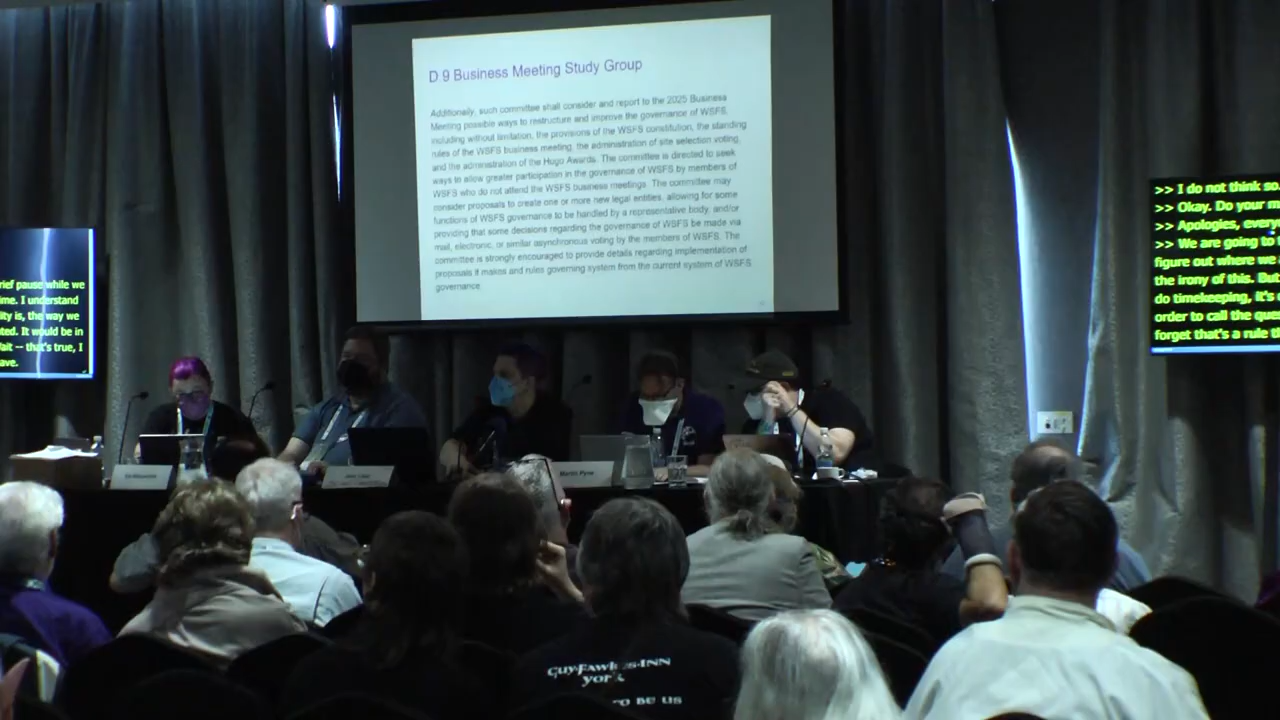 D 9 Business Meeting Study Group
Additionally, such committee shall consider and report to the 2025 Business
Meeting possible ways to restructure and improve the governance of WSFS,
including without limitation, the provisions of the WSFS constitution, the standing
rules of the WSFS business meeting, the administration of site selection voting,
and the administration of the Hugo Awards. The committee is directed to seek
ways to allow greater participation in the governance of WSFS by members of
WSFS who do not attend the WSFS business meetings. The committee may
consider proposals to create one or more new legal entities, allowing for some
functions of WSFS governance to be handled by a representative body, and/or
providing that some decisions regarding the governance of WSFS be made via
mail, electronic, or similar asynchronous voting by the members of WSFS. The
committee is strongly encouraged to provide details regarding implementation of
proposals it makes and rules governing system from the current system of WSFS
governance.
rief pause while we
ime. I understand
lity is, the way we
ted. It would be in
Wait -- that's true, I
ave.
>> I do not think so.
>> Okay. Do your m
>> Apologies, every
>> We are going to
figure out where we
the irony of this. But
do timekeeping, it's
order to call the que
forget that's a rule t
Martin Pyne
GUY FAWKES INN
YORK
TO BE US